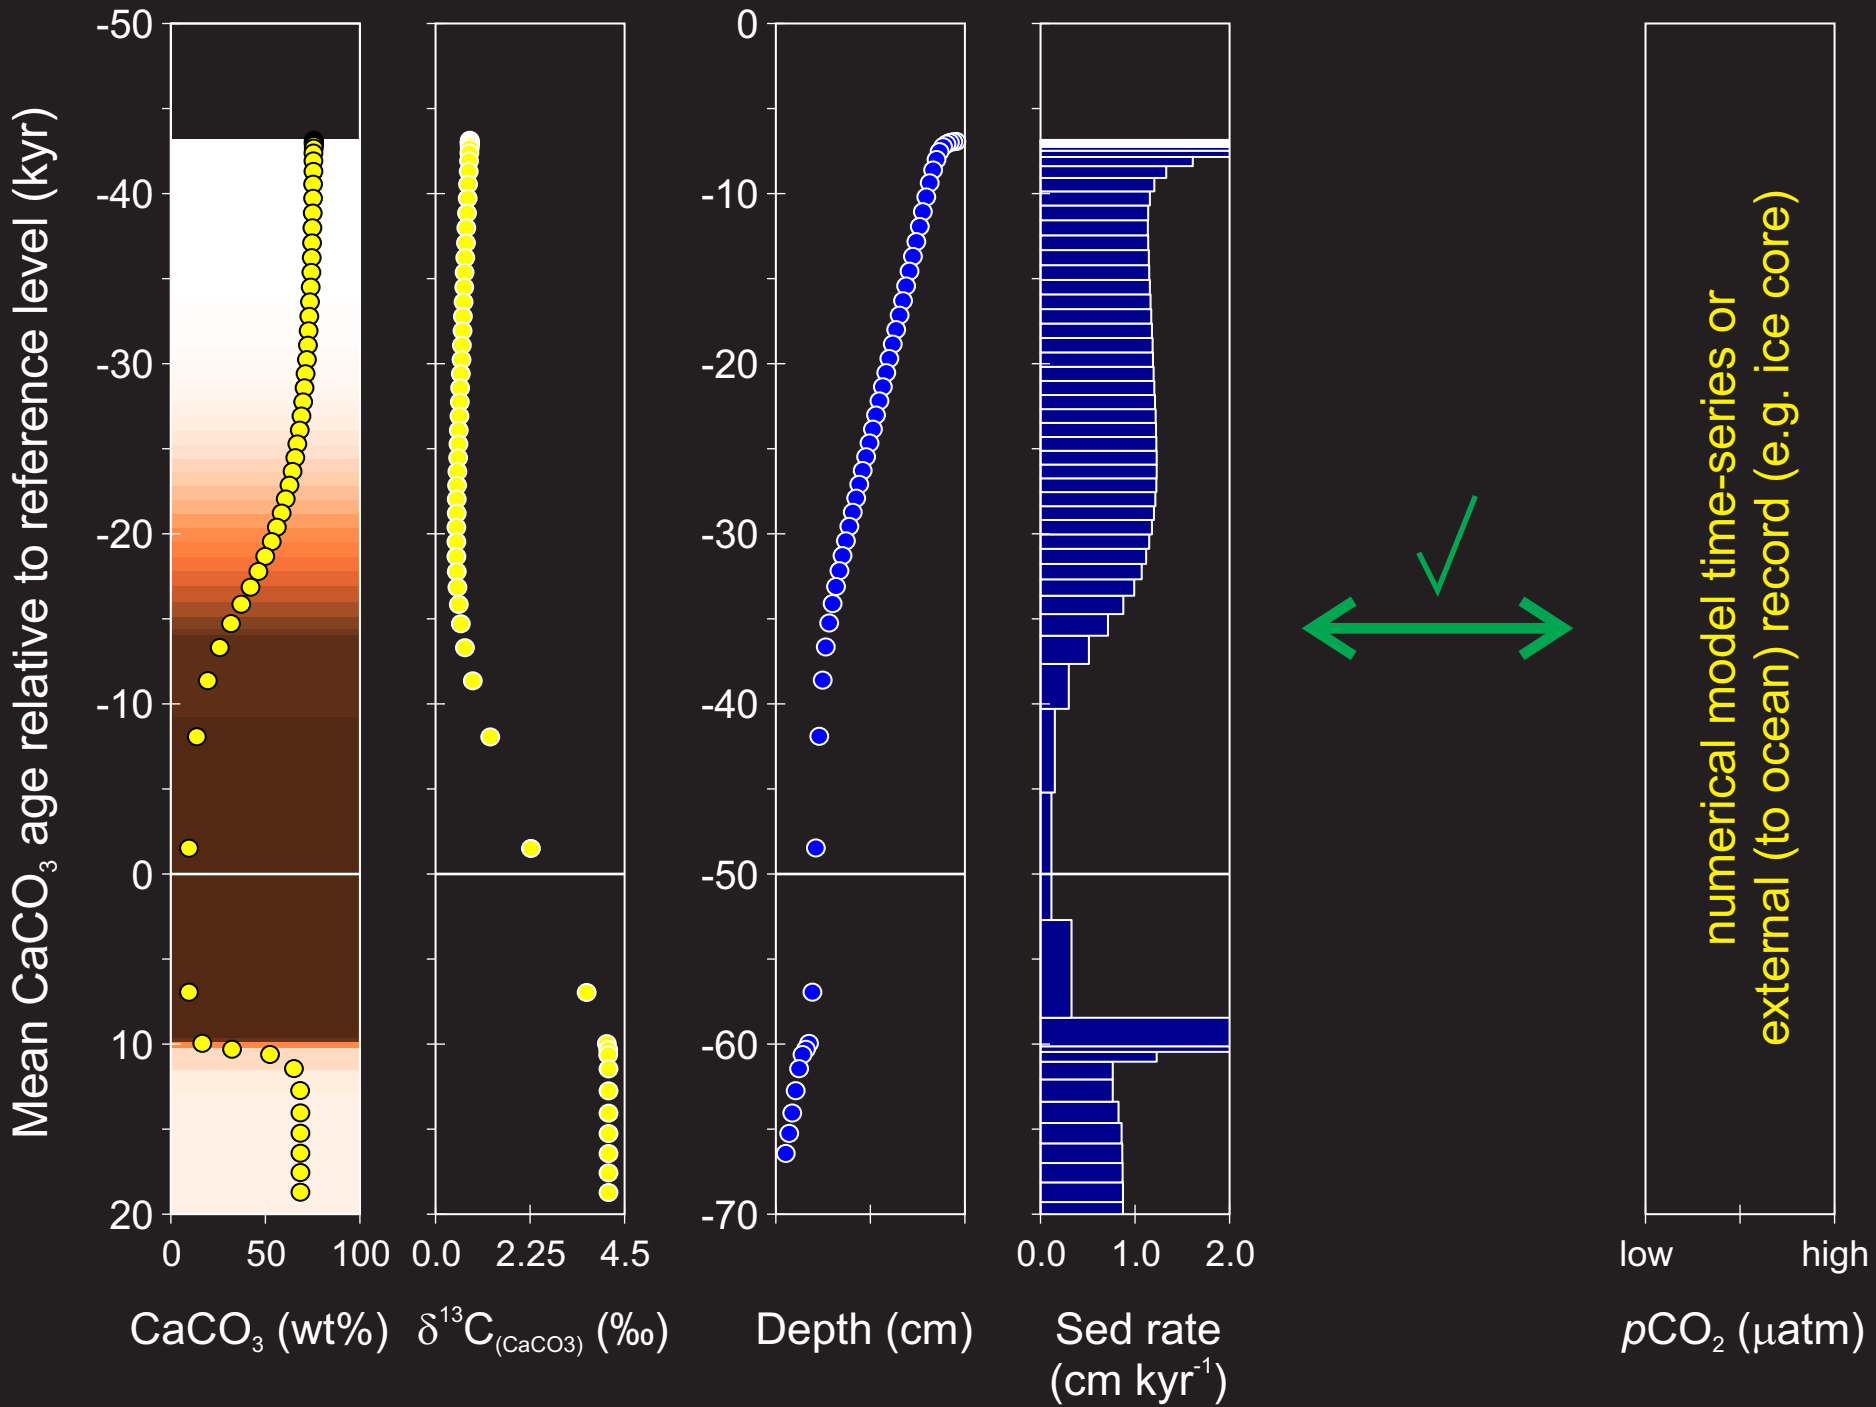 Mean CaCO₃ age relative to reference level (kyr)
-50
-40
-30
-20
-10
0
10
20
0 50 100
CaCO₃ (wt%)
0.0 2.25 4.5
δ¹³C(CaCO3) (‰)
0
-10
-20
-30
-40
-50
-60
-70
Depth (cm)
0.0 1.0 2.0
Sed rate
(cm kyr⁻¹)
numerical model time-series or
external (to ocean) record (e.g. ice core)
low high
pCO₂ (μatm)